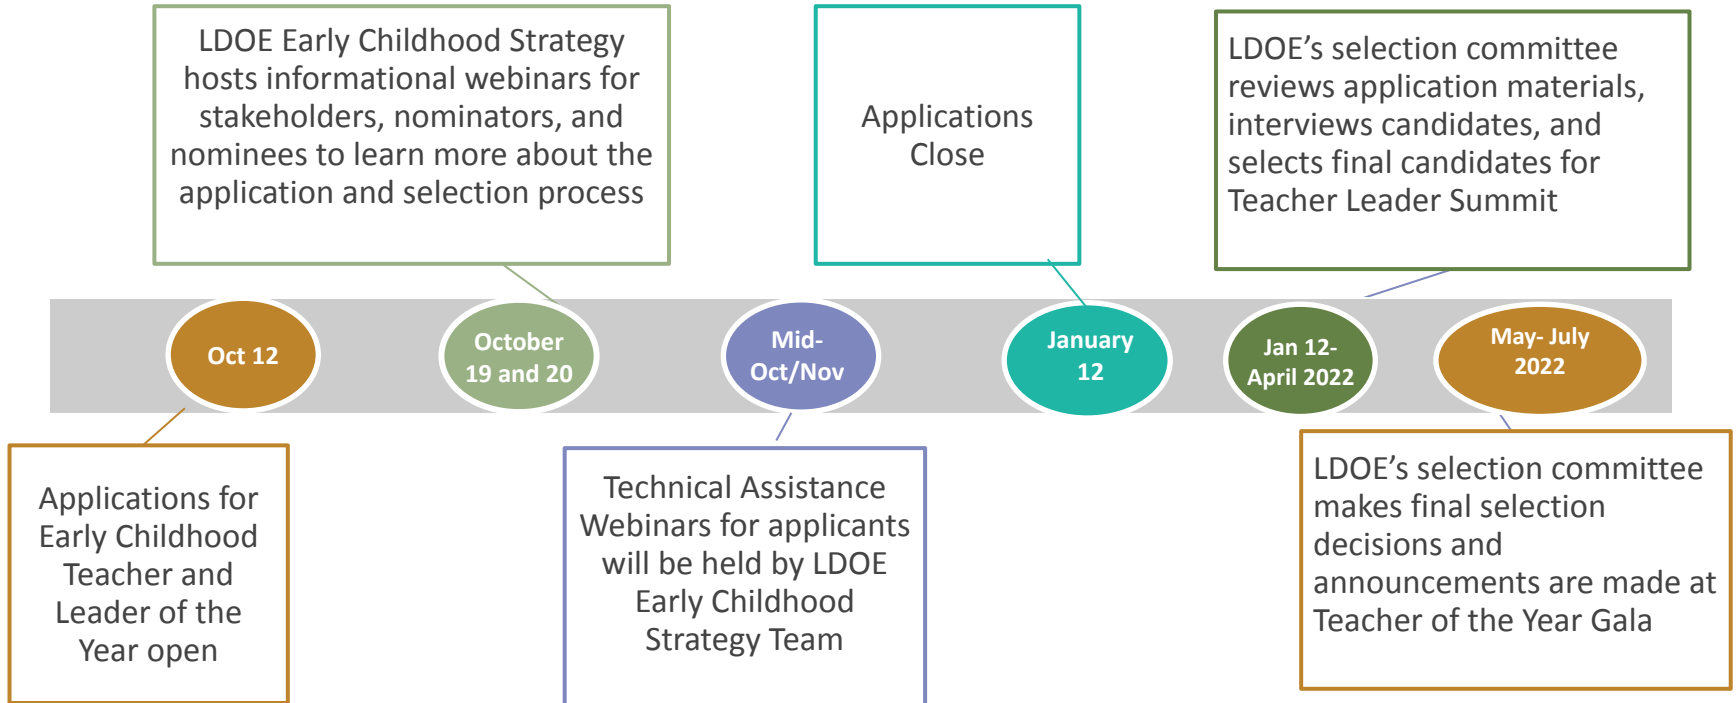 LDOE Early Childhood Strategy
hosts informational webinars for
stakeholders, nominators, and
nominees to learn more about the
application and selection process
Applications
Close
LDOE’s selection committee
reviews application materials,
interviews candidates, and
selects final candidates for
Teacher Leader Summit
Oct 12
October
19 and 20
Mid-
Oct/Nov
January
12
Jan 12-
April 2022
May- July
2022
Applications for
Early Childhood
Teacher and
Leader of the
Year open
Technical Assistance
Webinars for applicants
will be held by LDOE
Early Childhood
Strategy Team
LDOE’s selection committee
makes final selection
decisions and
announcements are made at
Teacher of the Year Gala